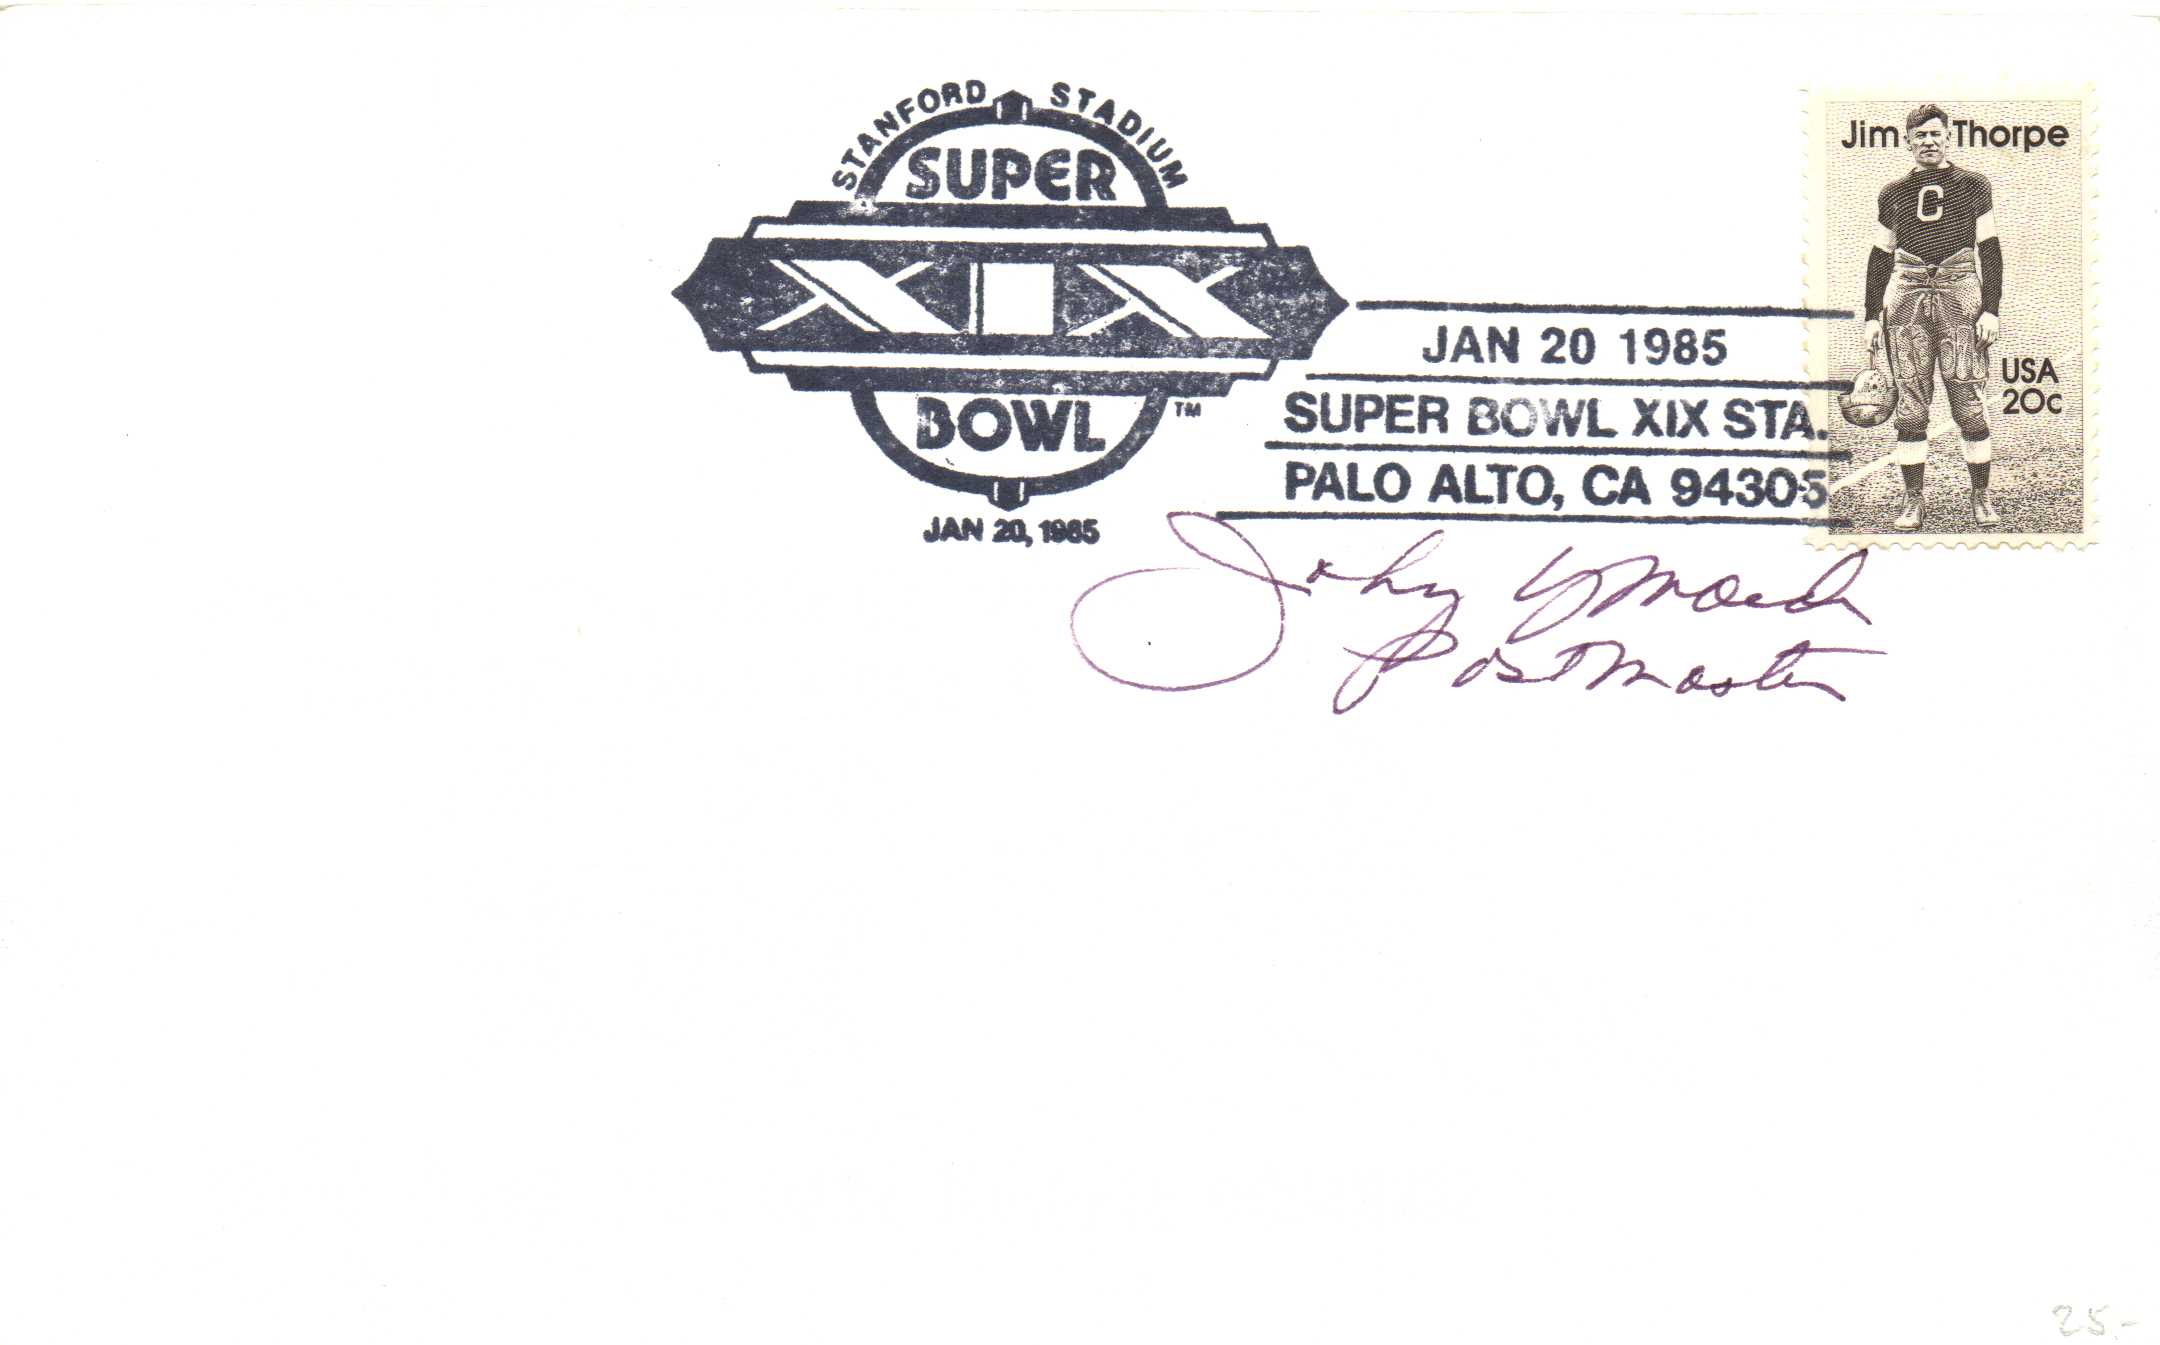 STANFORD STADIUM
SUPER
XIX
BOWL
TM
JAN 20, 1985
JAN 20 1985
SUPER BOWL XIX STA.
PALO ALTO, CA 94305
Jim Thorpe
C
USA
20c
John
Postmaster
25.-